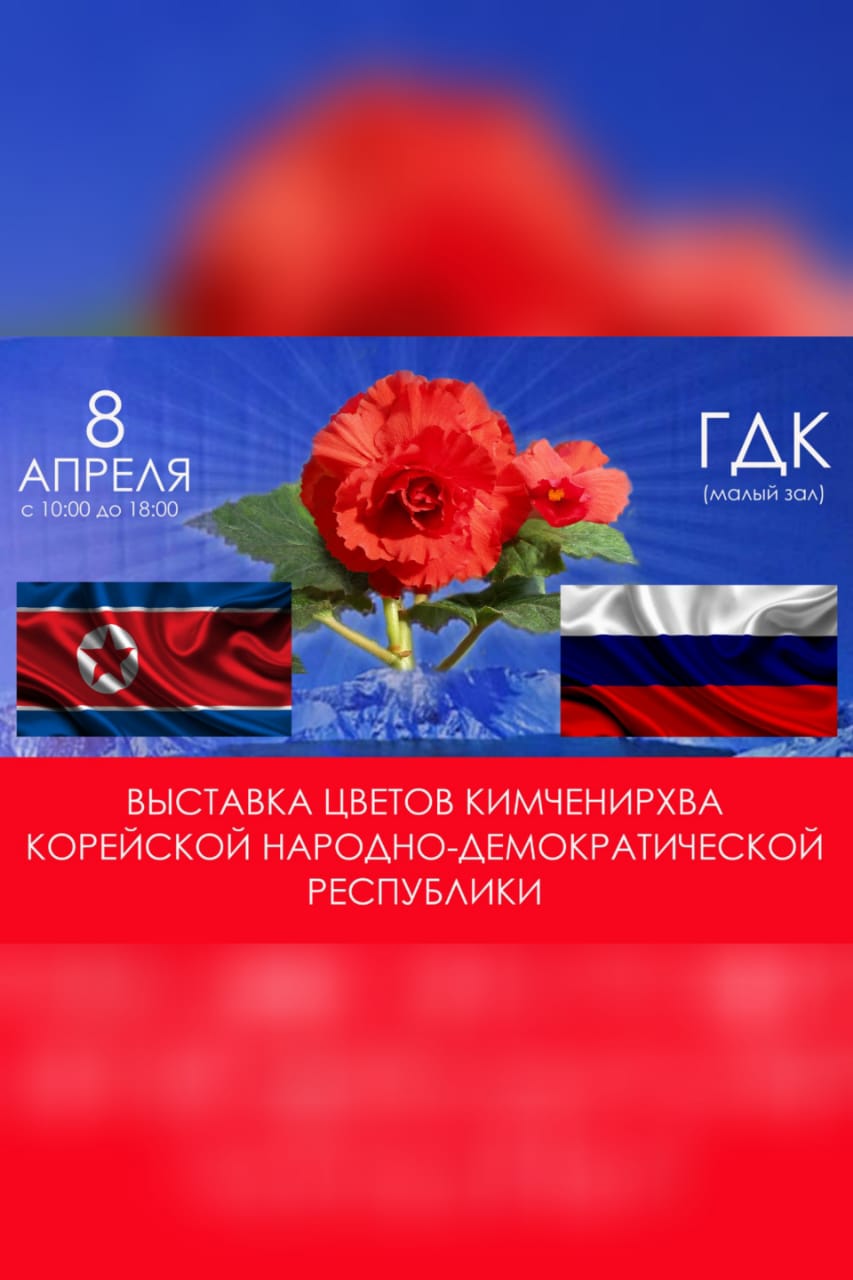 8
АПРЕЛЯ
с 10:00 до 18:00
ГДК
(малый зал)
ВЫСТАВКА ЦВЕТОВ КИМЧЕНИРХВА
КОРЕЙСКОЙ НАРОДНО-ДЕМОКРАТИЧЕСКОЙ
РЕСПУБЛИКИ